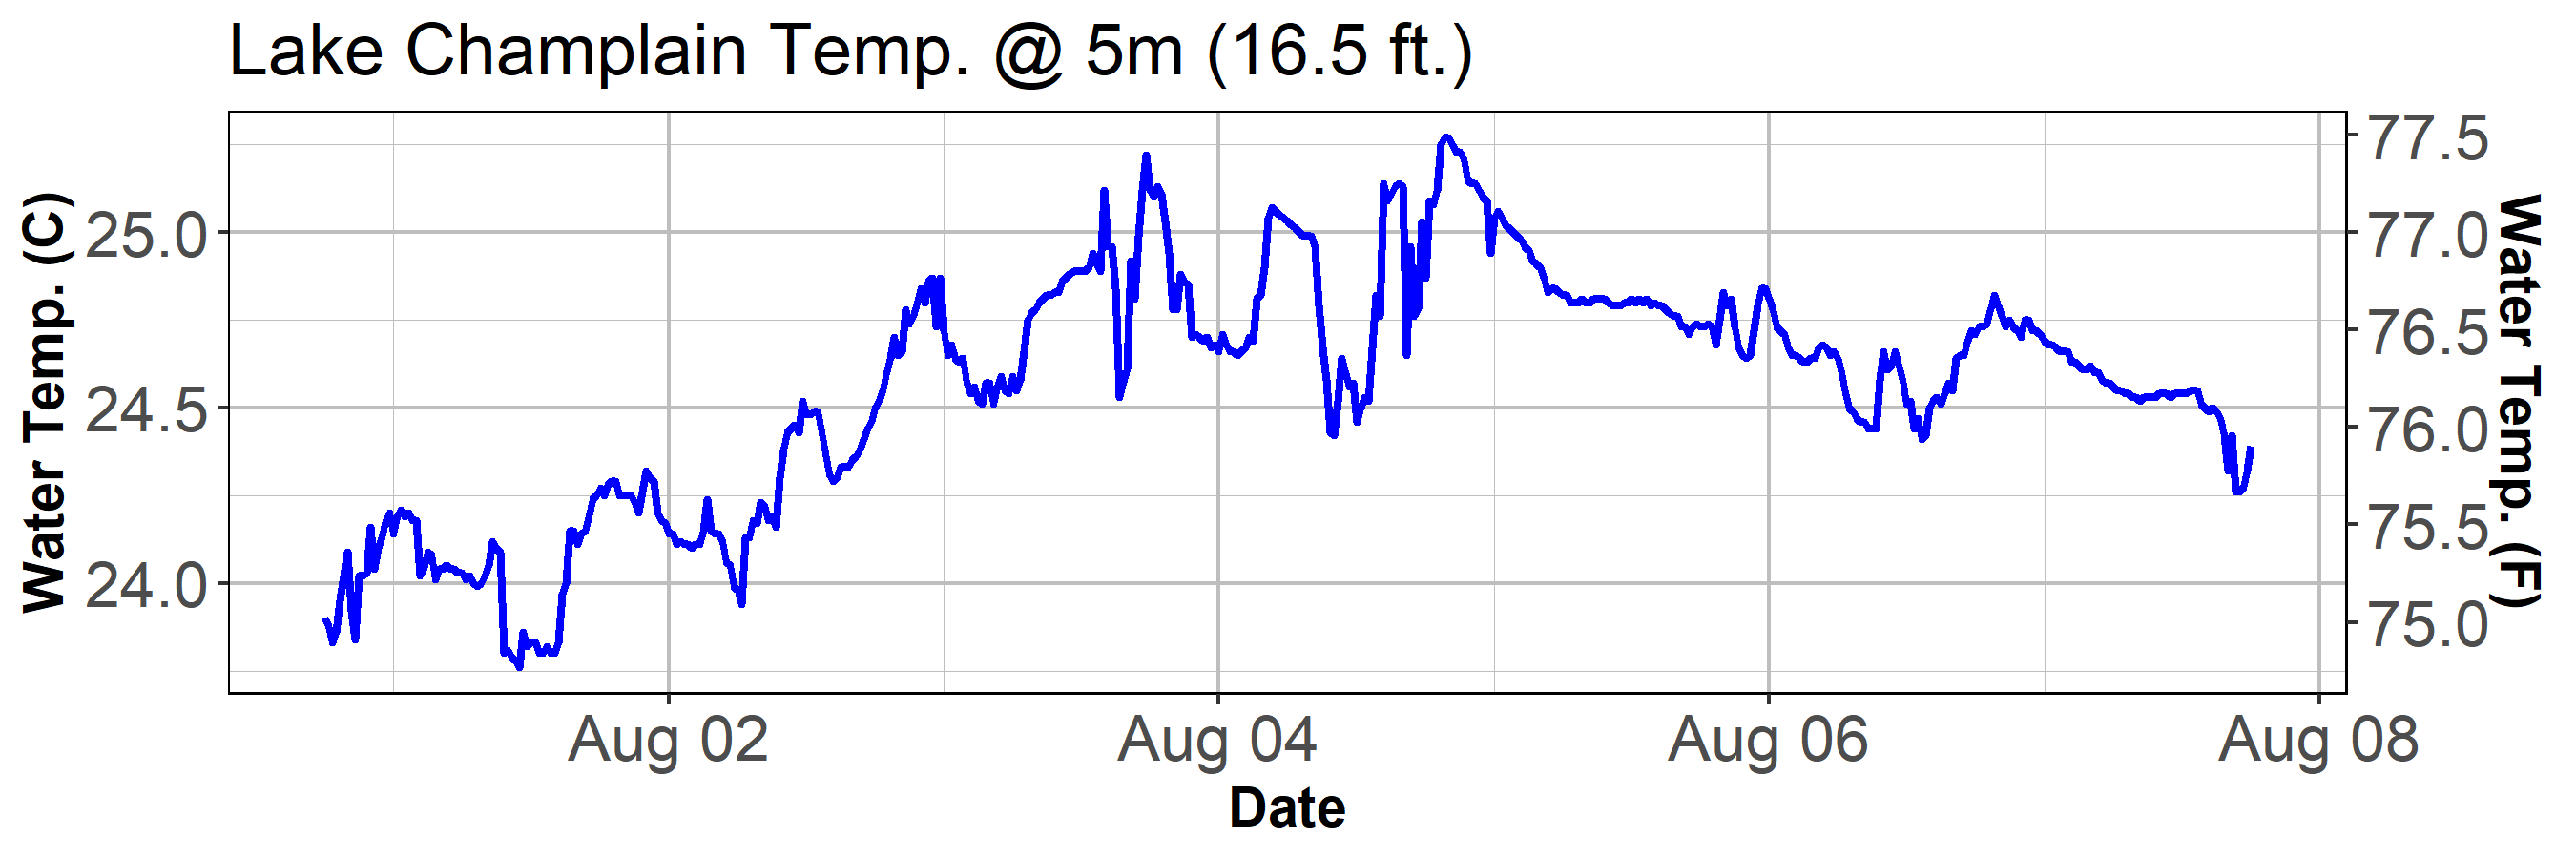 Lake Champlain Temp. @ 5m (16.5 ft.)
Water Temp. (C)
25.0
24.5
24.0
77.5
77.0
76.5
76.0
75.5
75.0
Water Temp. (F)
Aug 02
Aug 04
Aug 06
Aug 08
Date